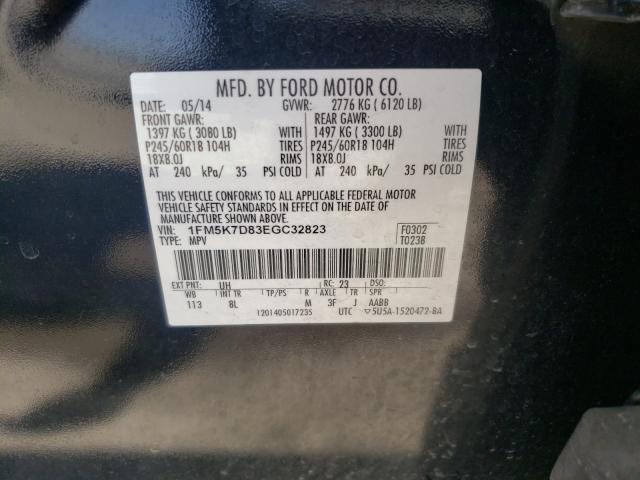 MFD. BY FORD MOTOR CO.
DATE: 05/14 GVWR: 2776 KG ( 6120 LB)
FRONT GAWR: REAR GAWR:
1397 KG ( 3080 LB) WITH 1497 KG ( 3300 LB) WITH
P245/60R18 104H TIRES P245/60R18 104H TIRES
18X8.0J RIMS 18X8.0J RIMS
AT 240 kPa/ 35 PSI COLD AT 240 kPa/ 35 PSI COLD
THIS VEHICLE CONFORMS TO ALL APPLICABLE FEDERAL MOTOR
VEHICLE SAFETY STANDARDS IN EFFECT ON THE DATE OF
MANUFACTURE SHOWN ABOVE.
VIN: 1FM5K7D83EGC32823 F0302
TYPE: MPV T0238
EXT PNT: UH RC: 23 DSO:
WB INT TR TP/PS R AXLE TR SPR
113 8L M 3F J AABB
1201405017235 UTC ▽5U5A-1520472-BA